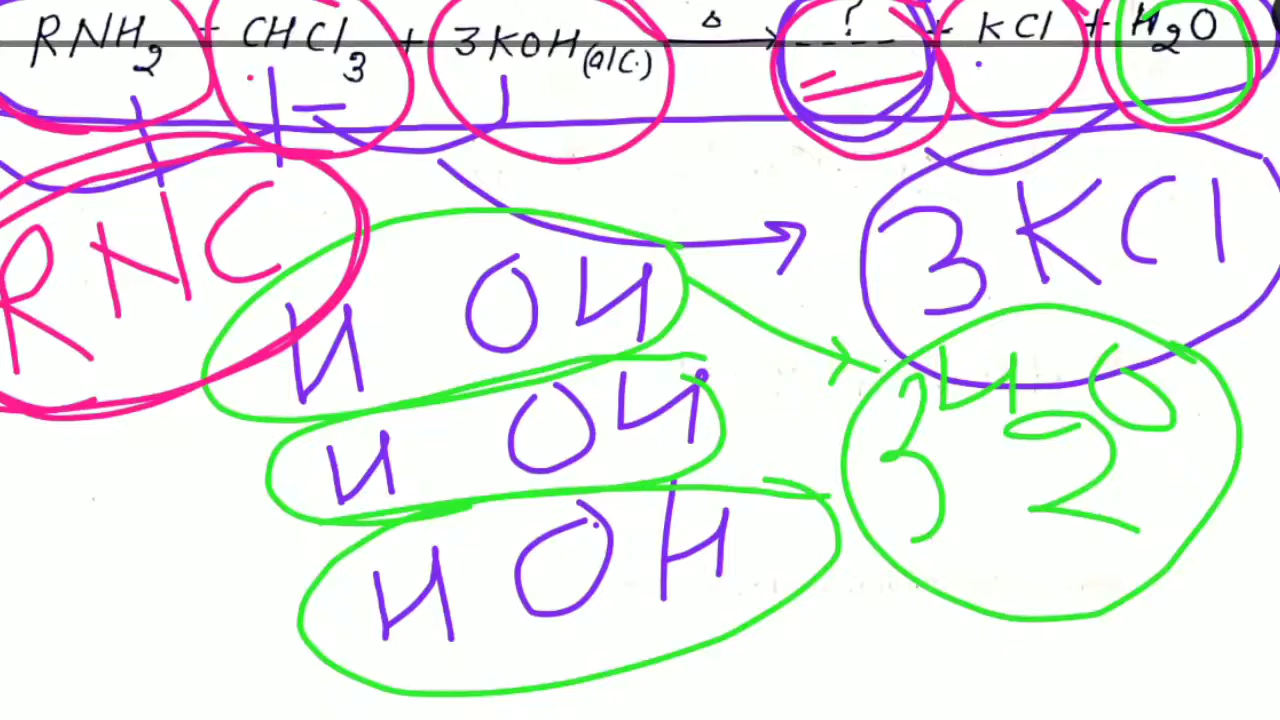 RNH2 + CHCl3 + 3KOH(alc.) Δ→ ? + KCl + H2O
RNC
3KCl
H OH
3H2O
H OH
H OH